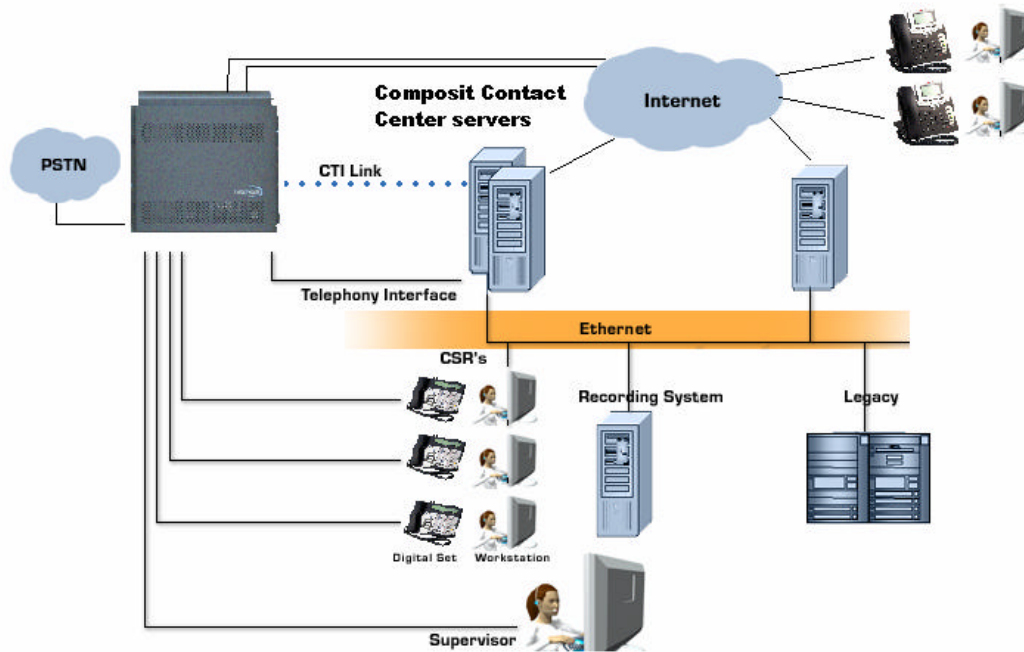 Composit Contact
Center servers
Internet
PSTN
CTI Link
Telephony Interface
Ethernet
CSR's
Recording System
Legacy
Digital Set
Workstation
Supervisor